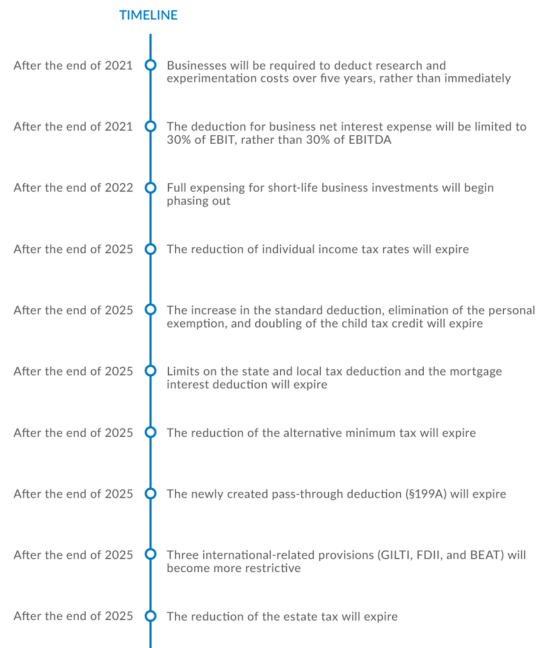 TIMELINE
After the end of 2021
Businesses will be required to deduct research and
experimentation costs over five years, rather than immediately
After the end of 2021
The deduction for business net interest expense will be limited to
30% of EBIT, rather than 30% of EBITDA
After the end of 2022
Full expensing for short-life business investments will begin
phasing out
After the end of 2025
The reduction of individual income tax rates will expire
After the end of 2025
The increase in the standard deduction, elimination of the personal
exemption, and doubling of the child tax credit will expire
After the end of 2025
Limits on the state and local tax deduction and the mortgage
interest deduction will expire
After the end of 2025
The reduction of the alternative minimum tax will expire
After the end of 2025
The newly created pass-through deduction (§199A) will expire
After the end of 2025
Three international-related provisions (GILTI, FDII, and BEAT) will
become more restrictive
After the end of 2025
The reduction of the estate tax will expire